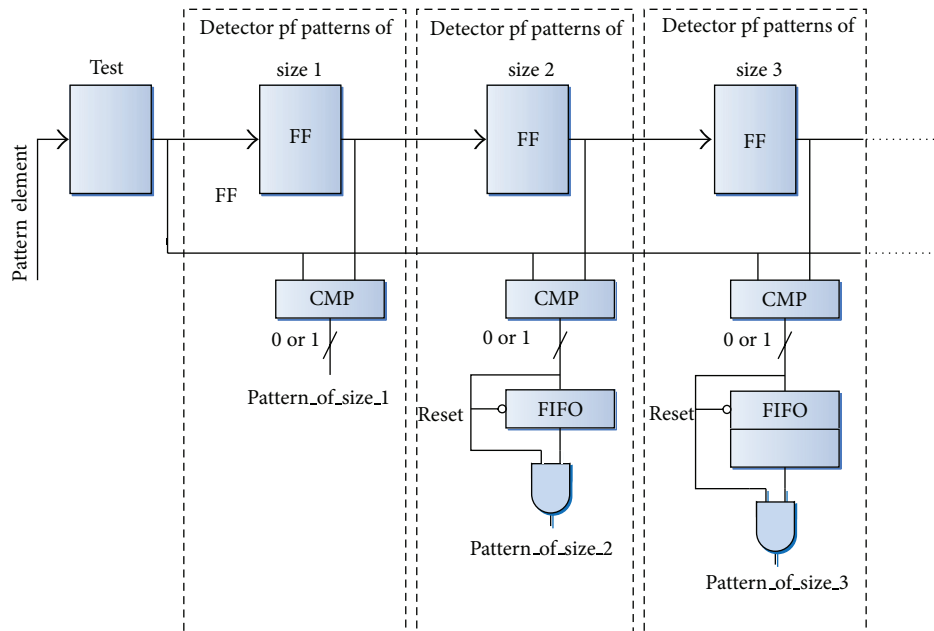 Detector pf patterns of
size 1
Detector pf patterns of
size 2
Detector pf patterns of
size 3
Test
Pattern element
FF
FF
FF
FF
CMP
CMP
CMP
0 or 1
0 or 1
0 or 1
Pattern_of_size_1
Reset
FIFO
Reset
FIFO
Pattern_of_size_2
Pattern_of_size_3